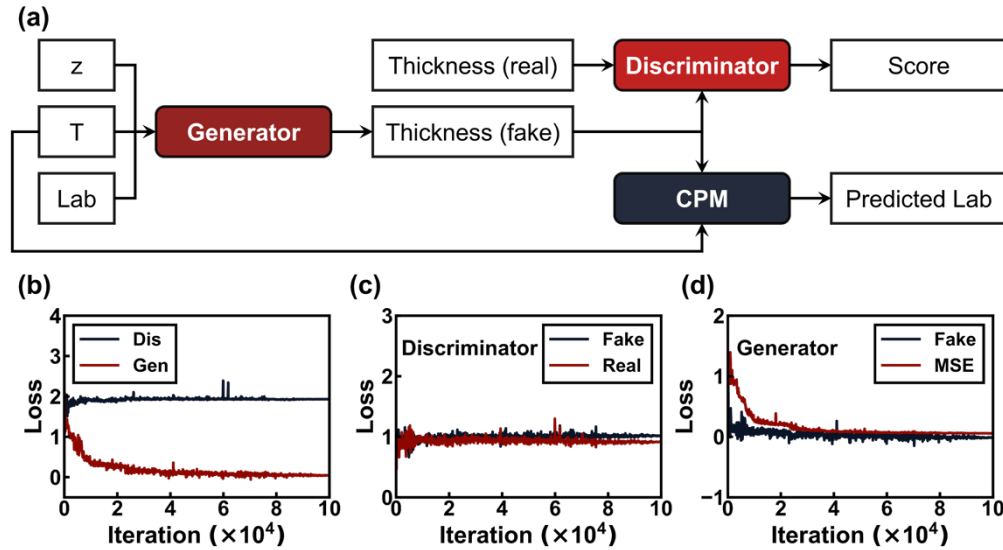 (a)
z
T
Lab
Generator
Thickness (real)
Thickness (fake)
Discriminator
CPM
Score
Predicted Lab
(b)
4
3
2
1
0
Loss
Dis
Gen
0 2 4 6 8 10
Iteration (×10⁴)
(c)
3
2
1
0
Loss
Discriminator
Fake
Real
0 2 4 6 8 10
Iteration (×10⁴)
(d)
2
1
0
−1
Loss
Generator
Fake
MSE
0 2 4 6 8 10
Iteration (×10⁴)